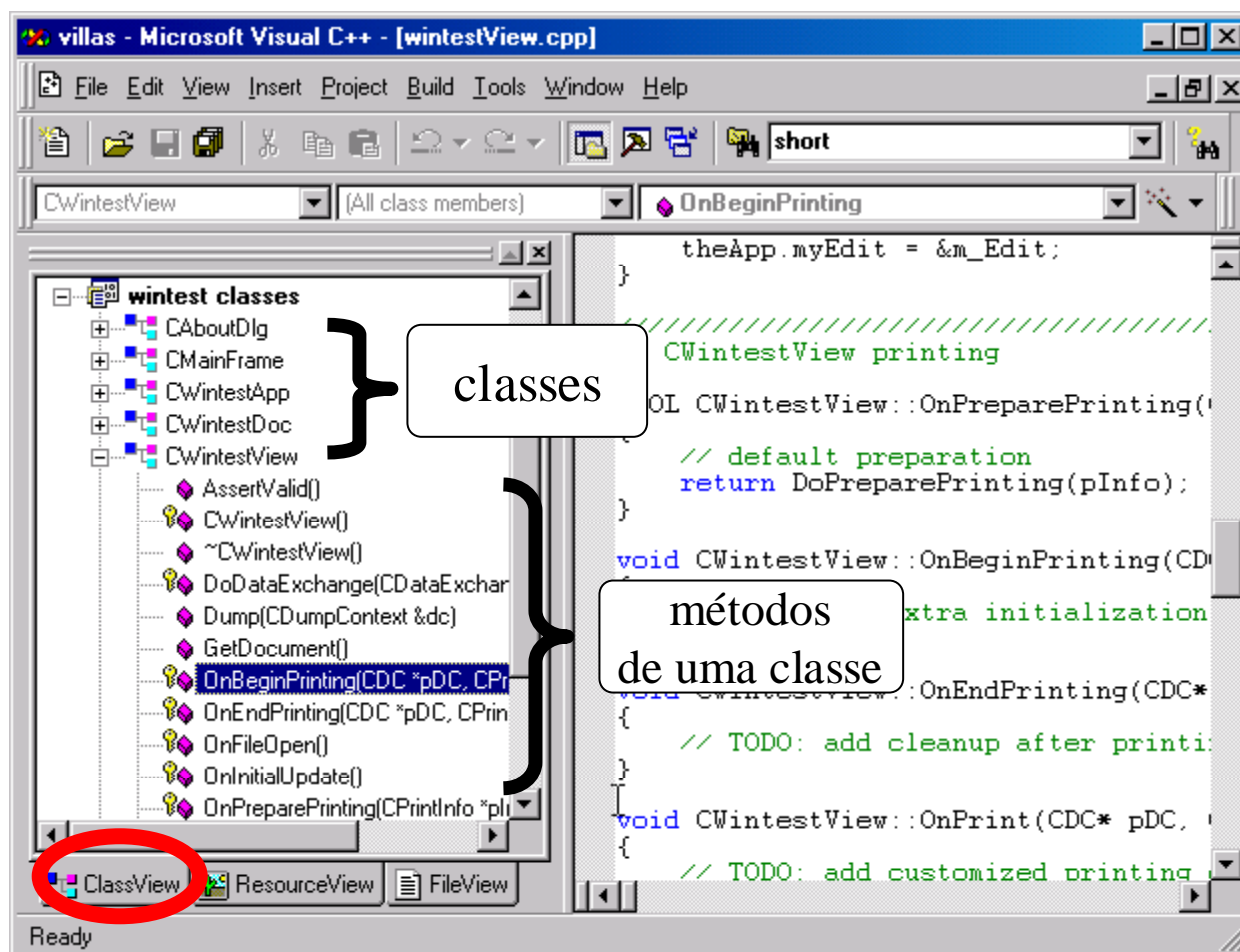 villas - Microsoft Visual C++ - [wintestView.cpp]
File Edit View Insert Project Build Tools Window Help
short
CWintestView (All class members) OnBeginPrinting
wintest classes
CAboutDlg
CMainFrame
CWintestApp
CWintestDoc
CWintestView
AssertValid()
CWintestView()
~CWintestView()
DoDataExchange(CDataExchar
Dump(CDumpContext &dc)
GetDocument()
OnBeginPrinting(CDC *pDC, CPr
OnEndPrinting(CDC *pDC, CPrin
OnFileOpen()
OnInitialUpdate()
OnPreparePrinting(CPrintInfo *pI
classes
métodos
de uma classe
theApp.myEdit = &m_Edit;
}
/////////////////////////////////////
CWintestView printing
OL CWintestView::OnPreparePrinting(
{
// default preparation
return DoPreparePrinting(pInfo);
}
void CWintestView::OnBeginPrinting(CD
{
xtra initialization
void CWintestView::OnEndPrinting(CDC*
{
// TODO: add cleanup after printi
}
void CWintestView::OnPrint(CDC* pDC,
{
// TODO: add customized printing
ClassView ResourceView FileView
Ready